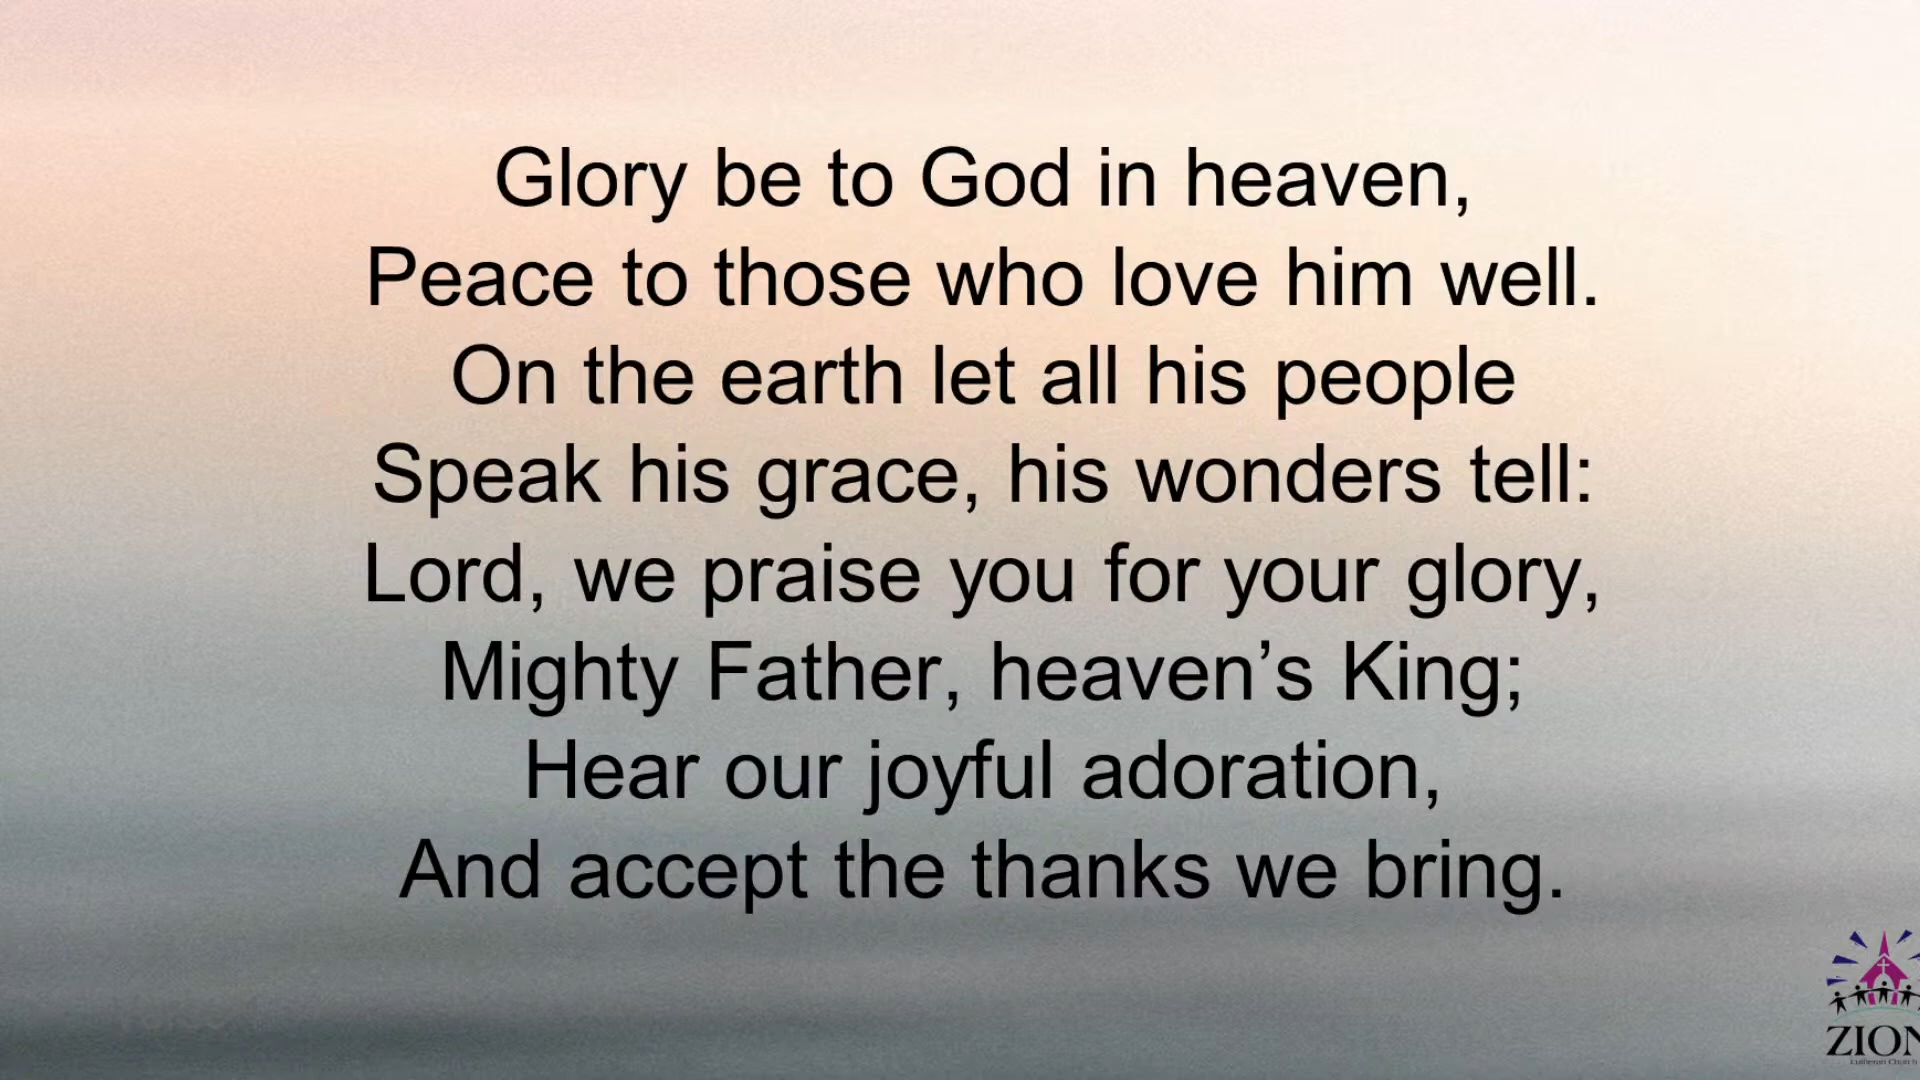 Glory be to God in heaven,
Peace to those who love him well.
On the earth let all his people
Speak his grace, his wonders tell:
Lord, we praise you for your glory,
Mighty Father, heaven’s King;
Hear our joyful adoration,
And accept the thanks we bring.
ZION
Lutheran Church